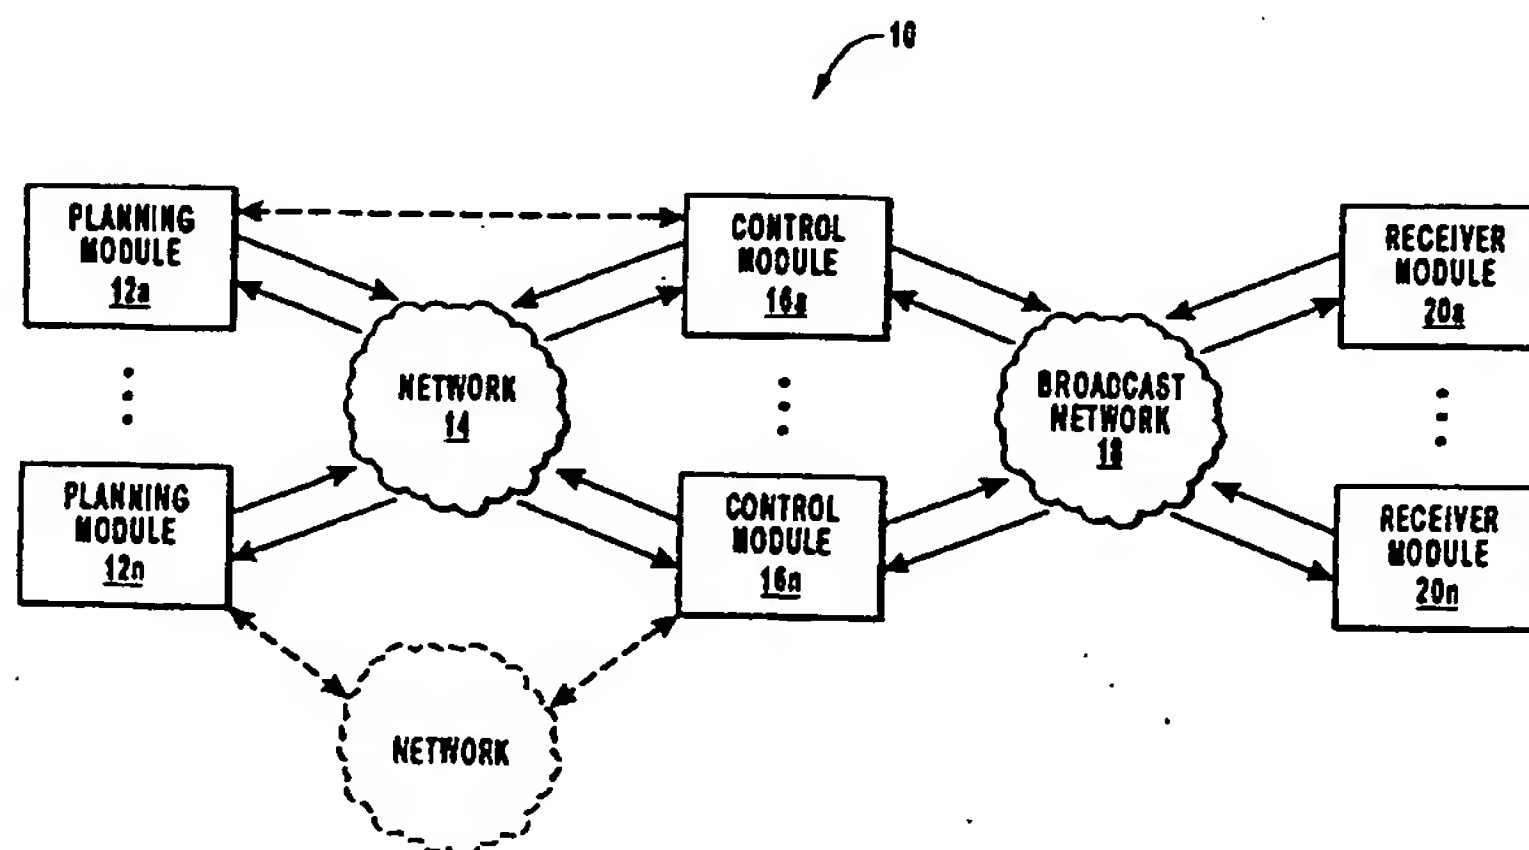 10
PLANNING
MODULE
12a
CONTROL
MODULE
16a
RECEIVER
MODULE
20a
NETWORK
14
BROADCAST
NETWORK
18
PLANNING
MODULE
12n
CONTROL
MODULE
16n
RECEIVER
MODULE
20n
NETWORK